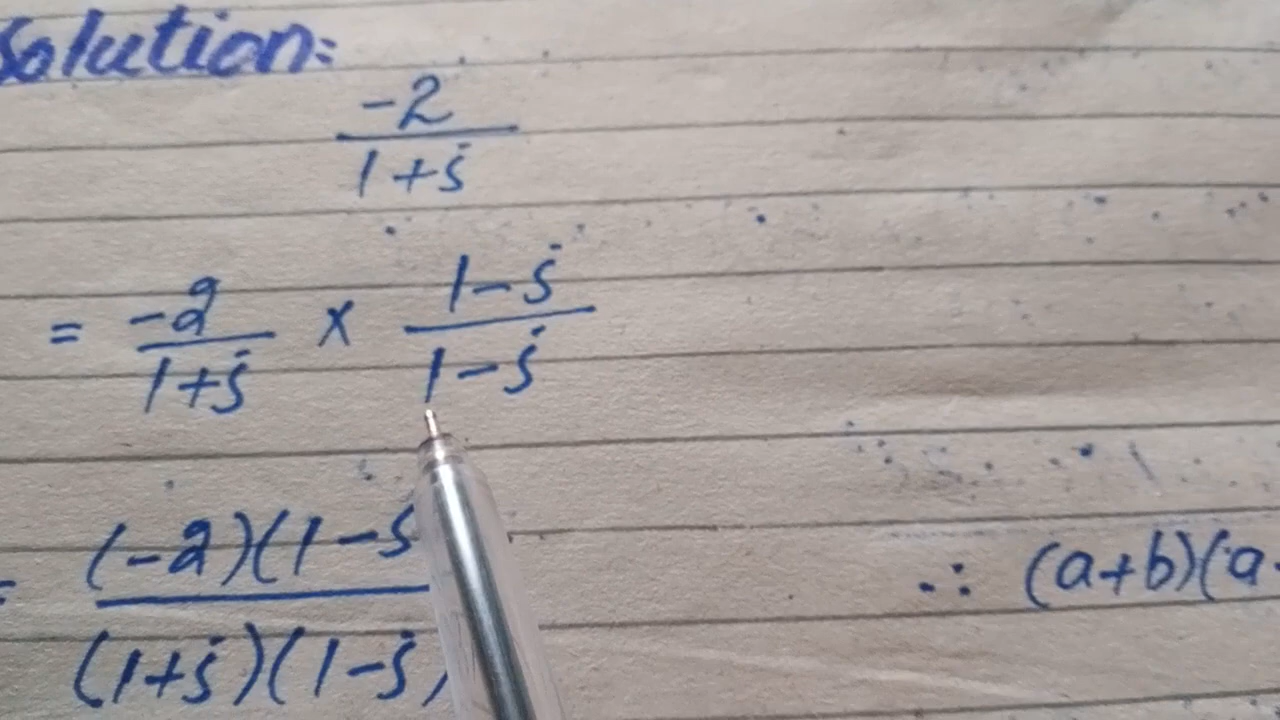 Solution:
-2
1+i
= -2/1+i × 1-i/1-i
= (-2)(1-i
(1+i)(1-i)
∴ (a+b)(a-